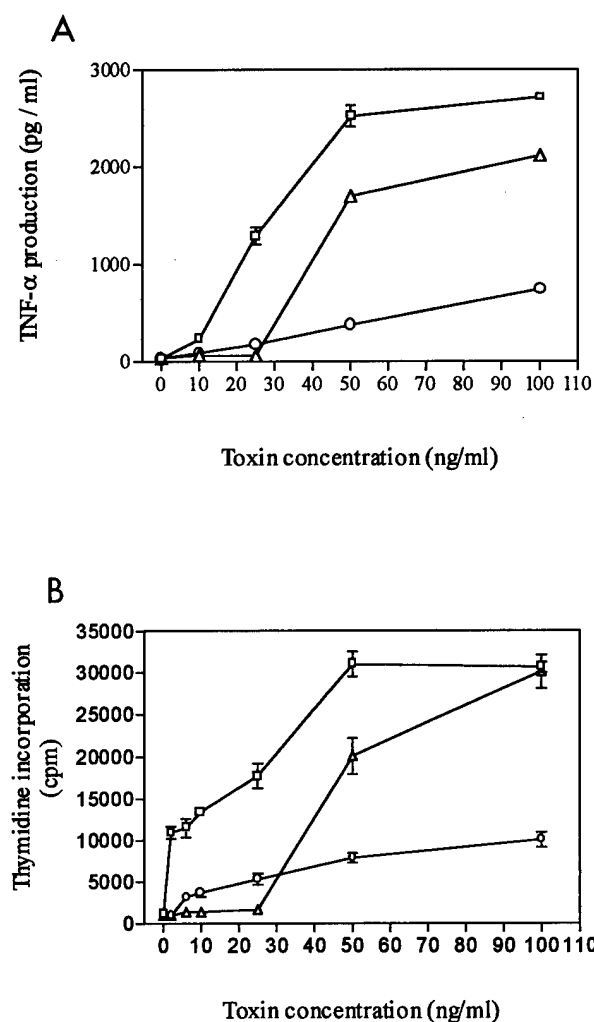 A
TNF-α production (pg / ml)
3000
2000
1000
0
0 10 20 30 40 50 60 70 80 90 100 110
Toxin concentration (ng/ml)
B
Thymidine incorporation
(cpm)
35000
30000
25000
20000
15000
10000
5000
0
0 10 20 30 40 50 60 70 80 90 100 110
Toxin concentration (ng/ml)